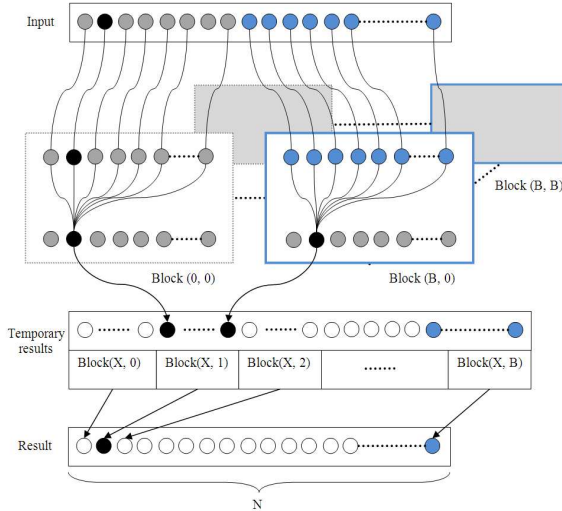 Input
Block (B, B)
Block (0, 0)
Block (B, 0)
Temporary
results
Block(X, 0)
Block(X, 1)
Block(X, 2)
Block(X, B)
Result
N